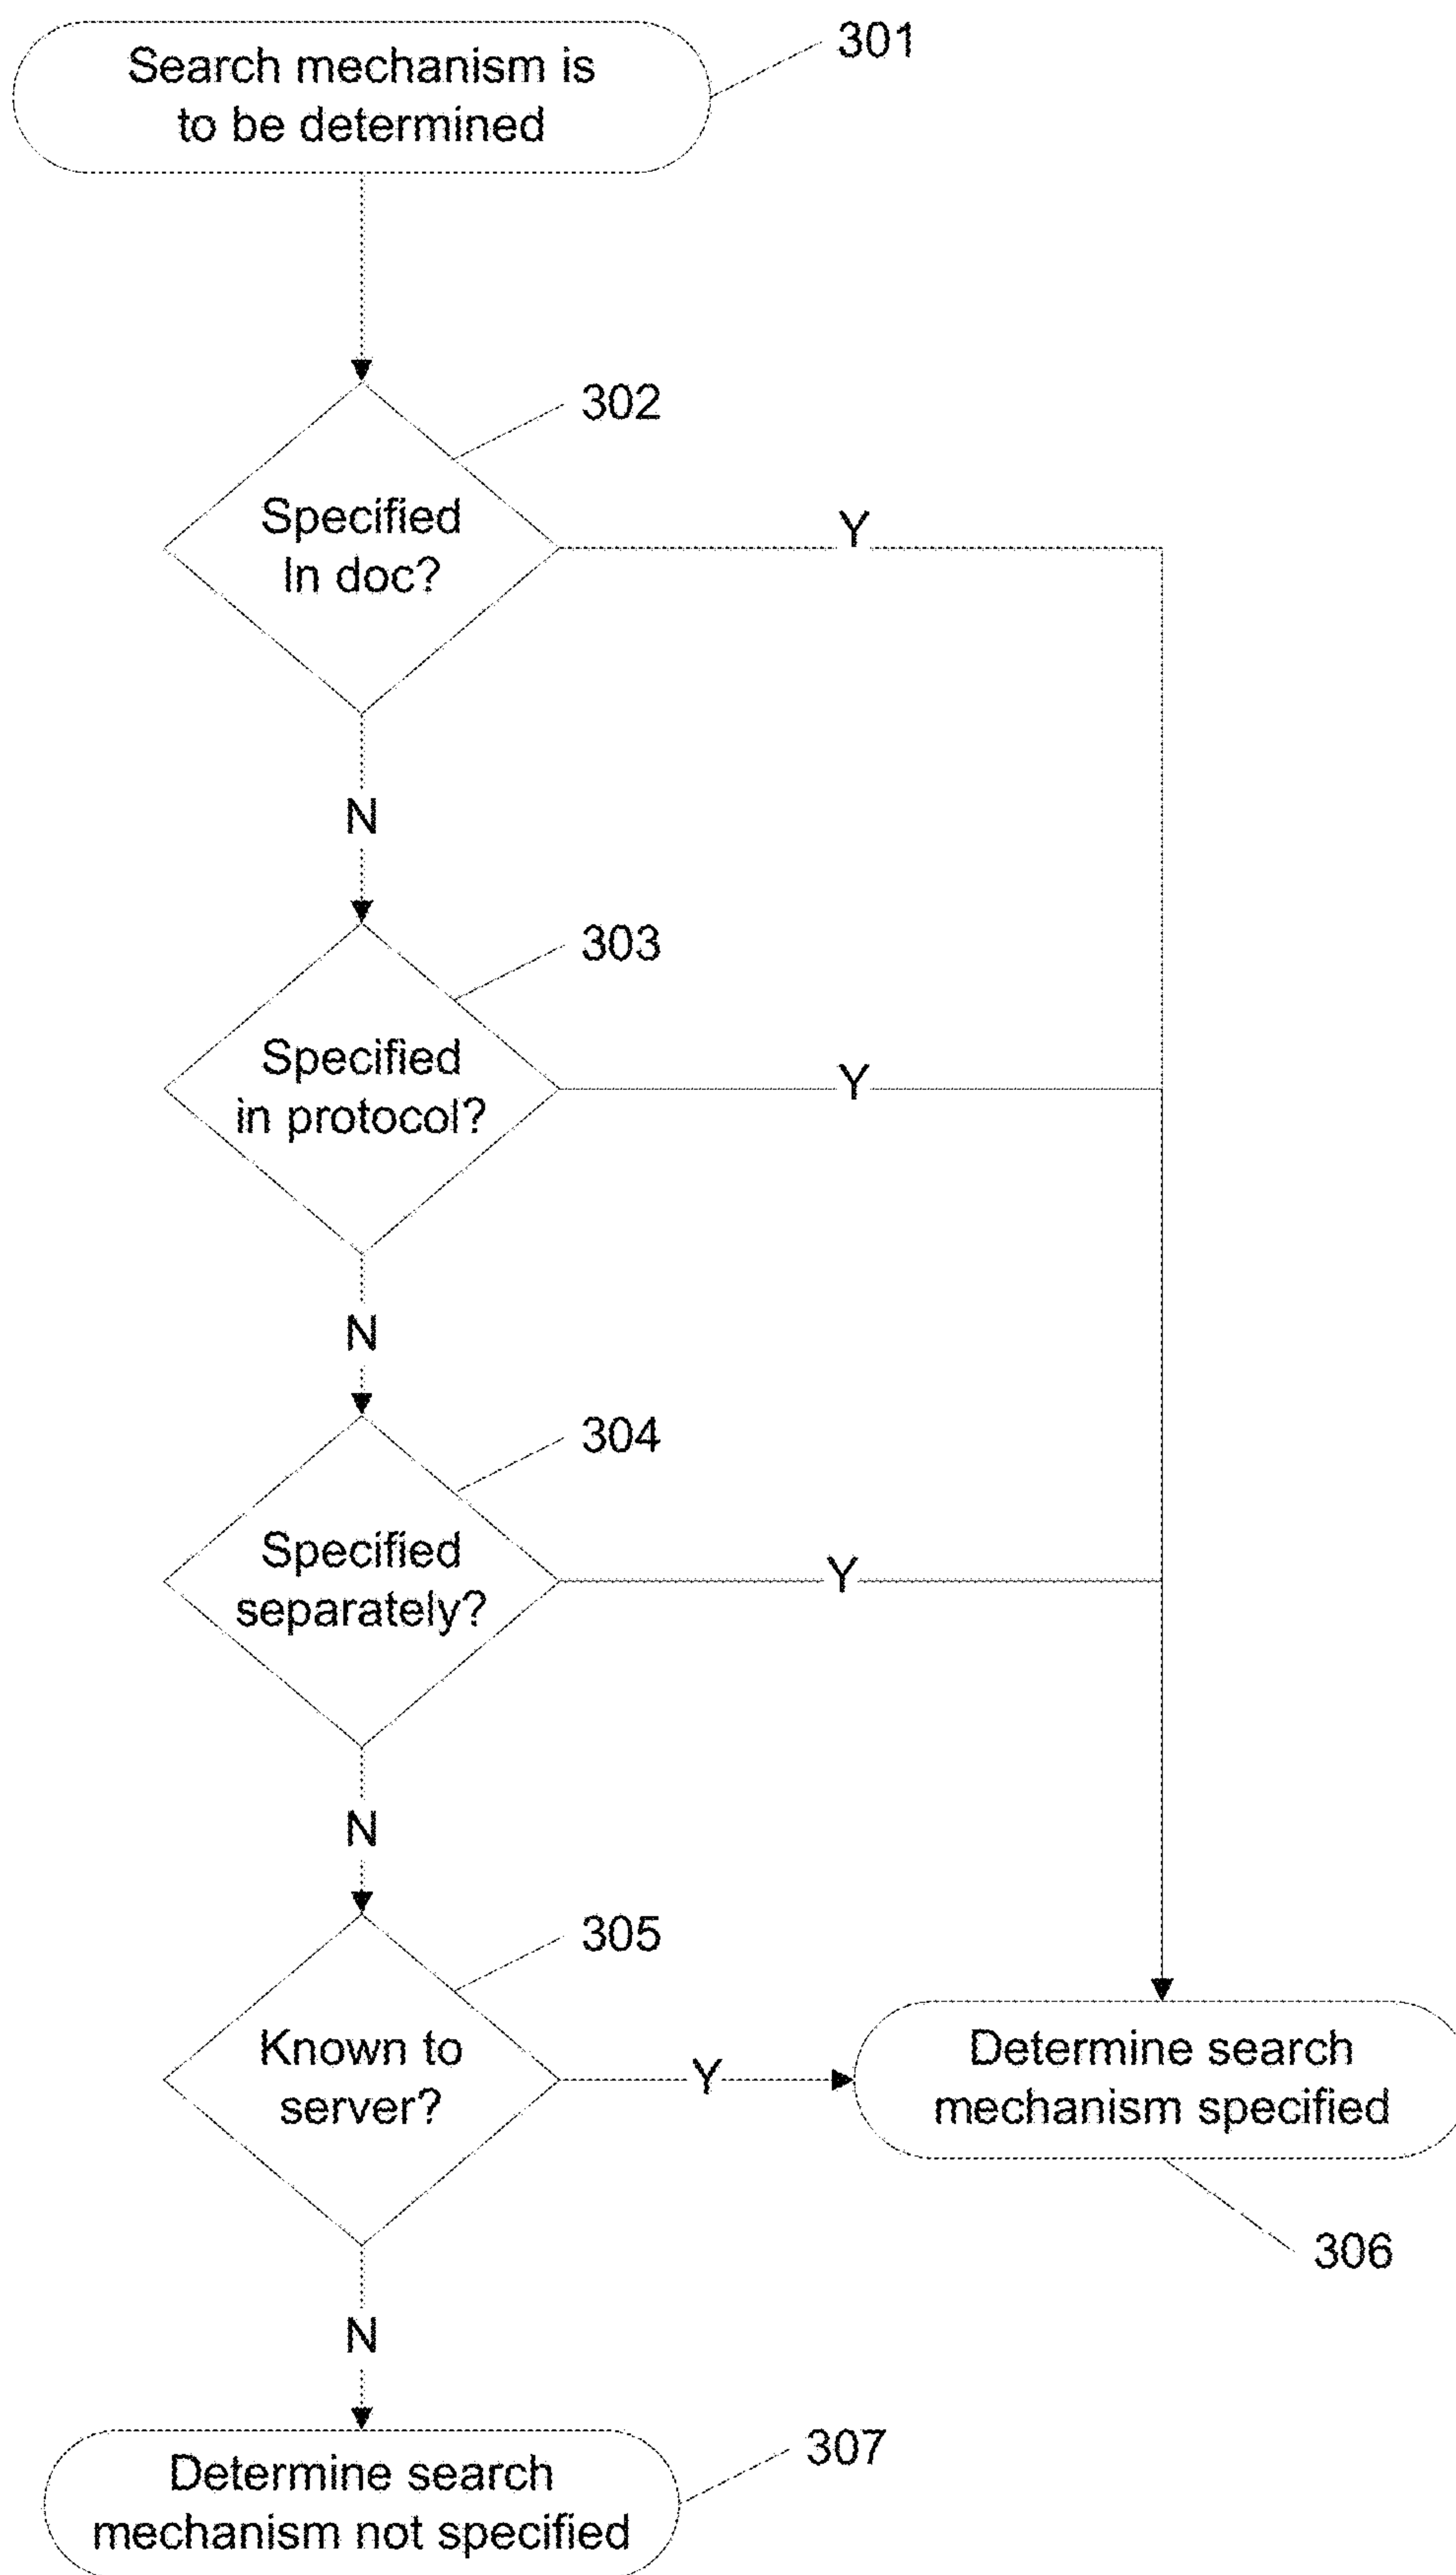 Search mechanism is
to be determined
301
302
Specified
In doc?
Y
N
303
Specified
in protocol?
Y
N
304
Specified
separately?
Y
N
305
Known to
server?
Y
Determine search
mechanism specified
306
N
307
Determine search
mechanism not specified